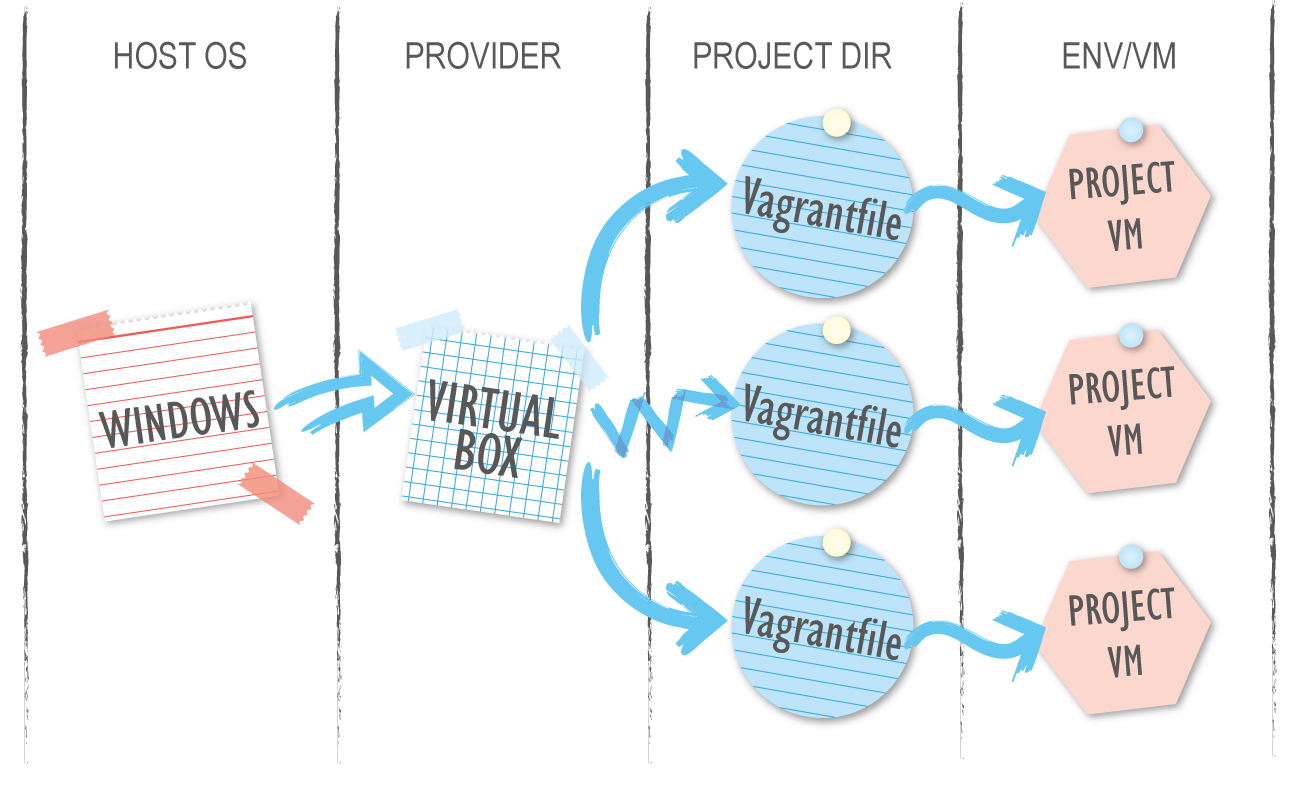 HOST OS
PROVIDER
PROJECT DIR
ENV/VM
WINDOWS
VIRTUAL
BOX
Vagrantfile
PROJECT
VM
Vagrantfile
PROJECT
VM
Vagrantfile
PROJECT
VM